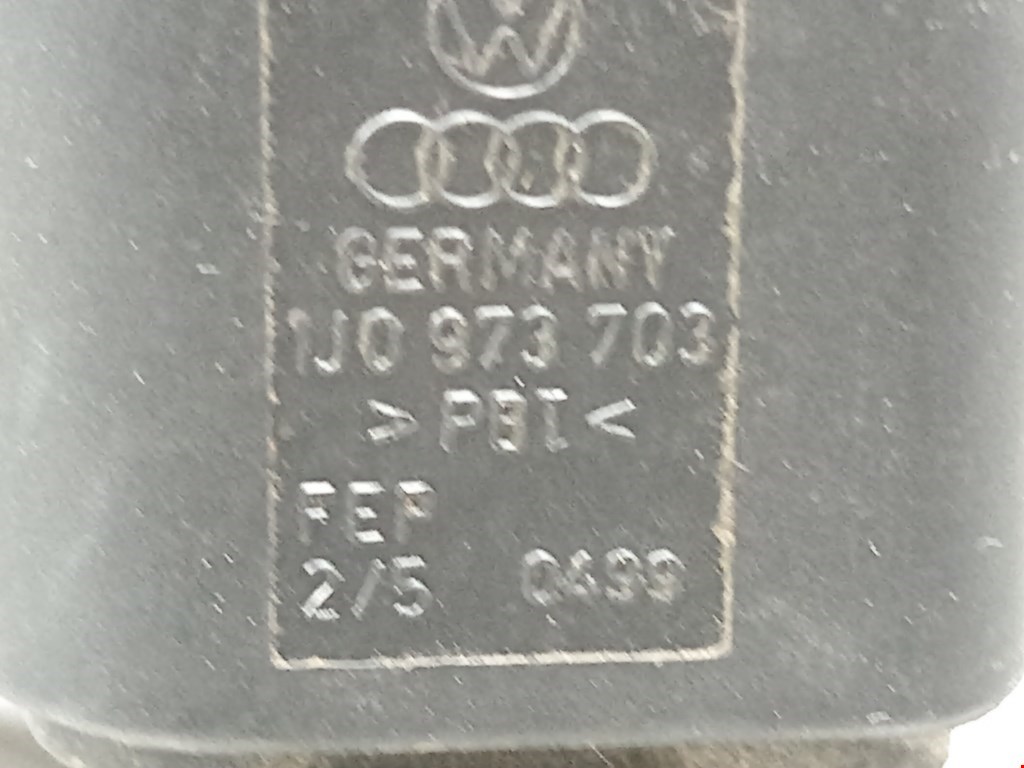 GERMANY
1J0 973 703
> PBT <
FEP
2/5 0499